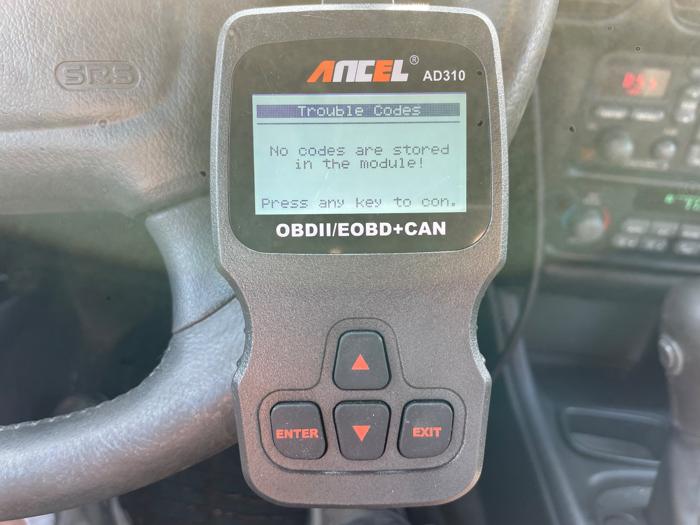 SRS
ANCEL®
AD310
Trouble Codes
No codes are stored
in the module!
Press any key to con.
OBDII/EOBD+CAN
ENTER
EXIT